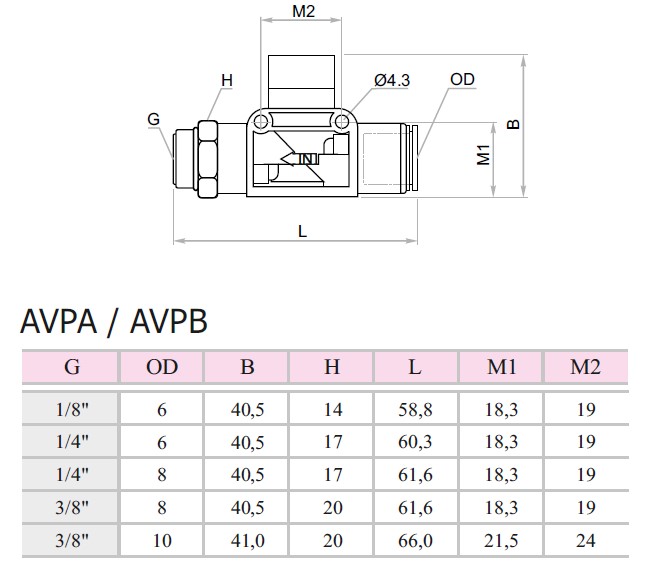 M2
H
Ø4.3
OD
G
B
M1
IN
L
AVPA / AVPB
G OD B H L M1 M2
1/8" 6 40,5 14 58,8 18,3 19
1/4" 6 40,5 17 60,3 18,3 19
1/4" 8 40,5 17 61,6 18,3 19
3/8" 8 40,5 20 61,6 18,3 19
3/8" 10 41,0 20 66,0 21,5 24